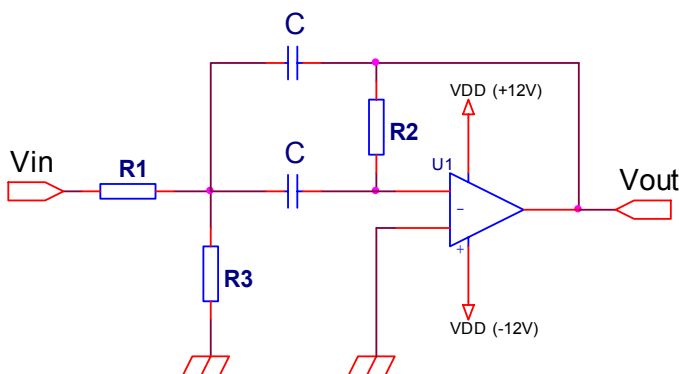 C
VDD (+12V)
R2
Vin
R1
C
U1
Vout
-
+
R3
VDD (-12V)